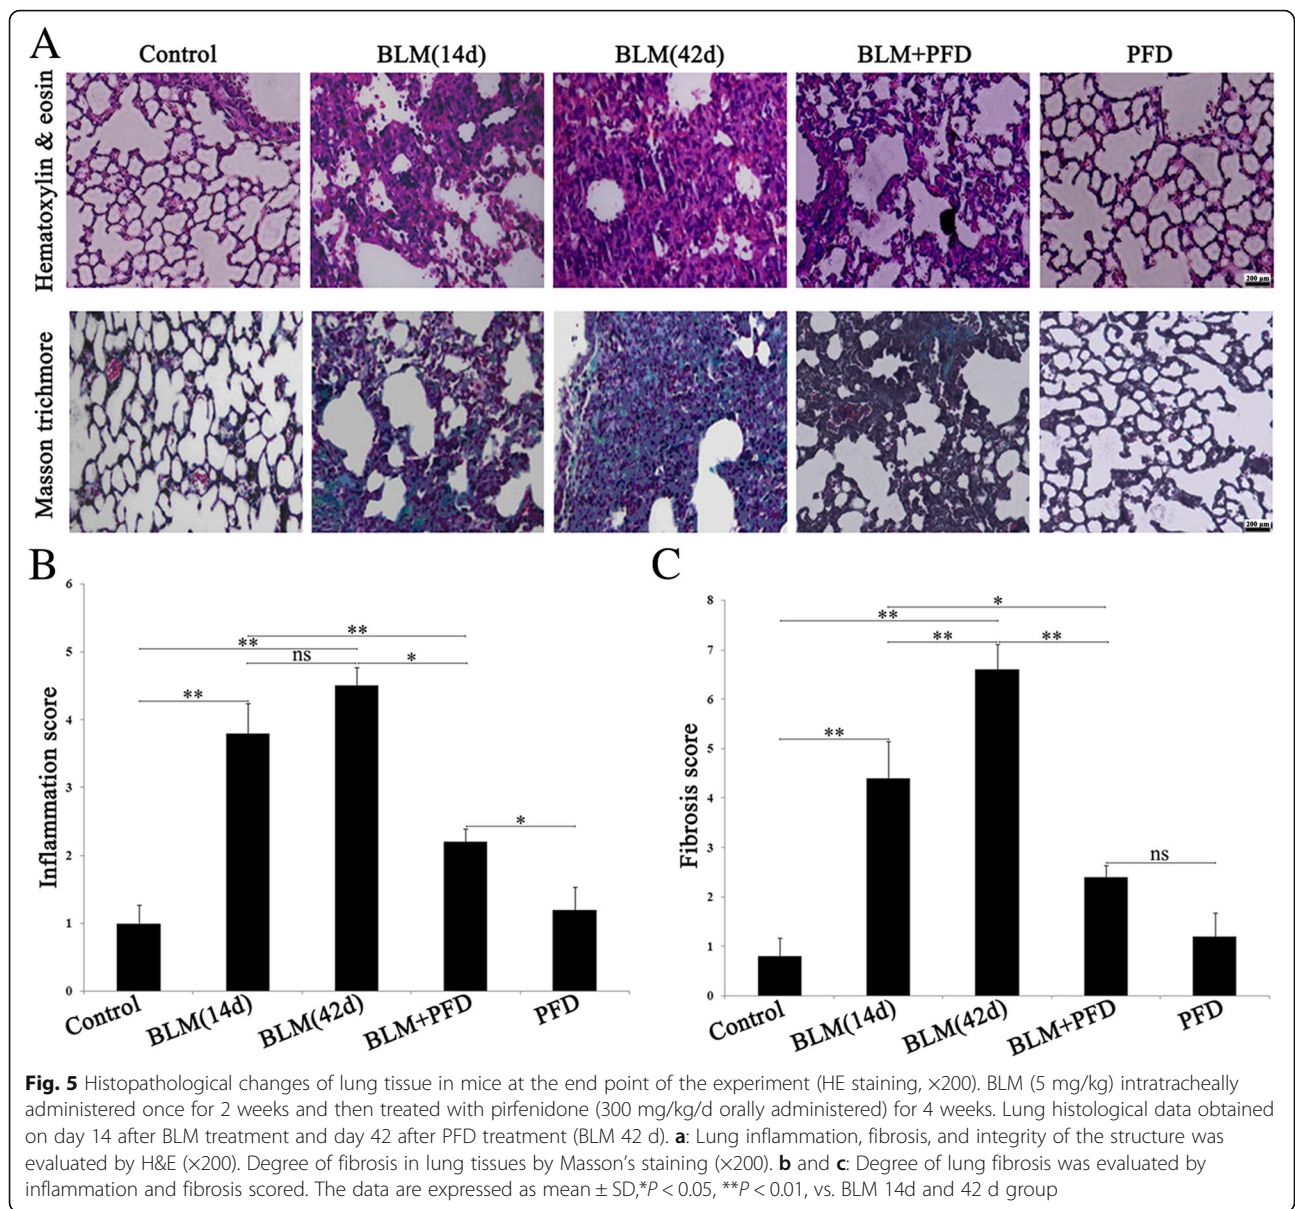 A
Control
BLM(14d)
BLM(42d)
BLM+PFD
PFD
Hematoxylin & eosin
200 μm
Masson trichmore
200 μm
B
6
5
4
3
2
1
0
Inflammation score
**
**
**
ns
*
*
Control
BLM(14d)
BLM(42d)
BLM+PFD
PFD
C
8
7
6
5
4
3
2
1
0
Fibrosis score
*
**
**
**
**
ns
Control
BLM(14d)
BLM(42d)
BLM+PFD
PFD
Fig. 5 Histopathological changes of lung tissue in mice at the end point of the experiment (HE staining, ×200). BLM (5 mg/kg) intratracheally
administered once for 2 weeks and then treated with pirfenidone (300 mg/kg/d orally administered) for 4 weeks. Lung histological data obtained
on day 14 after BLM treatment and day 42 after PFD treatment (BLM 42 d). a: Lung inflammation, fibrosis, and integrity of the structure was
evaluated by H&E (×200). Degree of fibrosis in lung tissues by Masson's staining (×200). b and c: Degree of lung fibrosis was evaluated by
inflammation and fibrosis scored. The data are expressed as mean ± SD,*P < 0.05, **P < 0.01, vs. BLM 14d and 42 d group